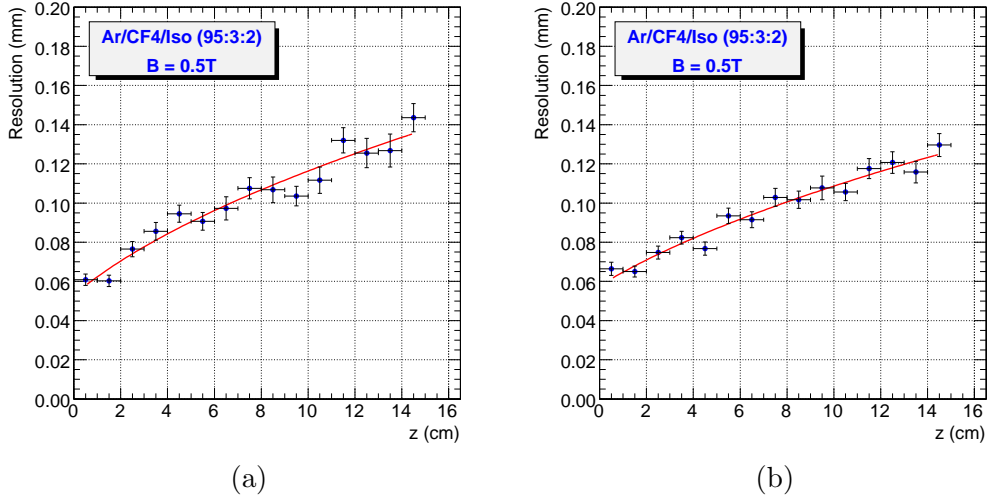 Resolution (mm)
0.20
0.18
0.16
0.14
0.12
0.10
0.08
0.06
0.04
0.02
0.00
Ar/CF4/Iso (95:3:2)
B = 0.5T
0 2 4 6 8 10 12 14 16
z (cm)
(a)
Resolution (mm)
0.20
0.18
0.16
0.14
0.12
0.10
0.08
0.06
0.04
0.02
0.00
Ar/CF4/Iso (95:3:2)
B = 0.5T
0 2 4 6 8 10 12 14 16
z (cm)
(b)